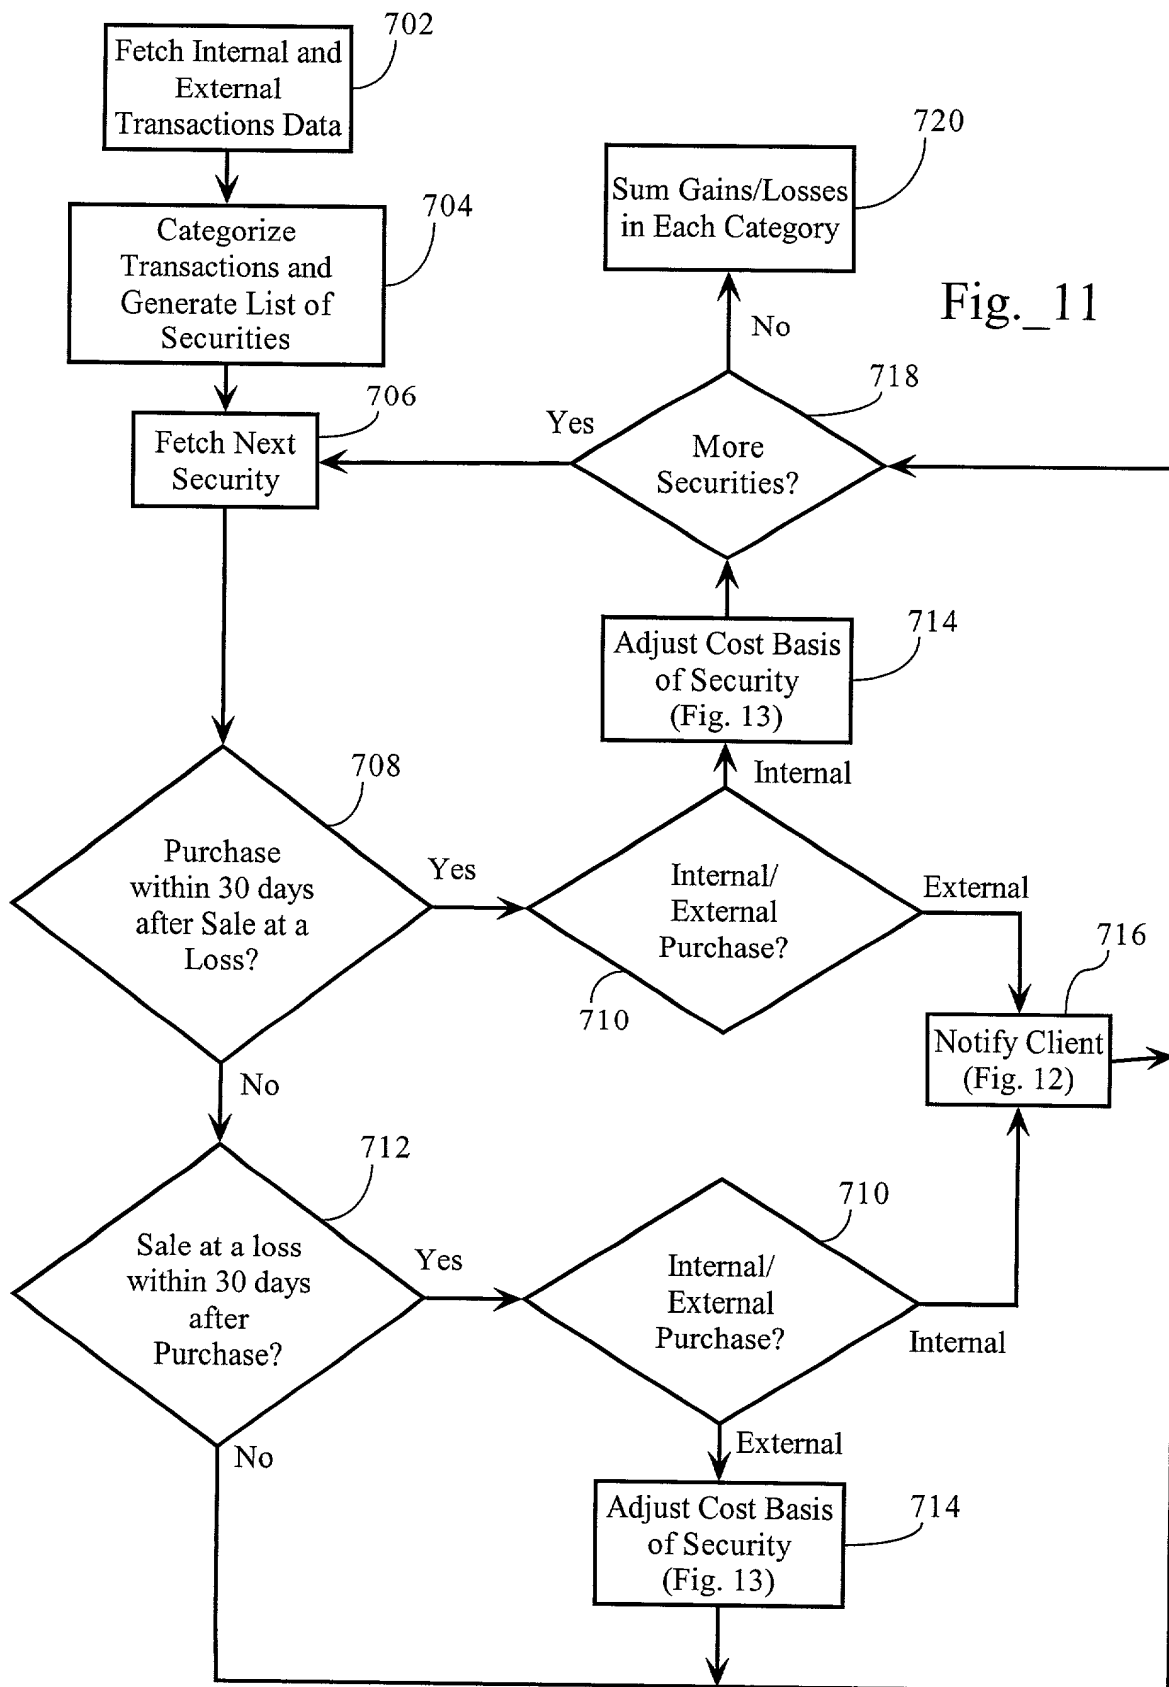 702
Fetch Internal and
External
Transactions Data
704
Categorize
Transactions and
Generate List of
Securities
706
Fetch Next
Security
720
Sum Gains/Losses
in Each Category
Fig._11
No
718
Yes
More
Securities?
714
Adjust Cost Basis
of Security
(Fig. 13)
Internal
708
Purchase
within 30 days
after Sale at a
Loss?
Yes
Internal/
External
Purchase?
710
External
716
Notify Client
(Fig. 12)
No
712
Sale at a loss
within 30 days
after
Purchase?
Yes
710
Internal/
External
Purchase?
Internal
No
External
Adjust Cost Basis
of Security
(Fig. 13)
714